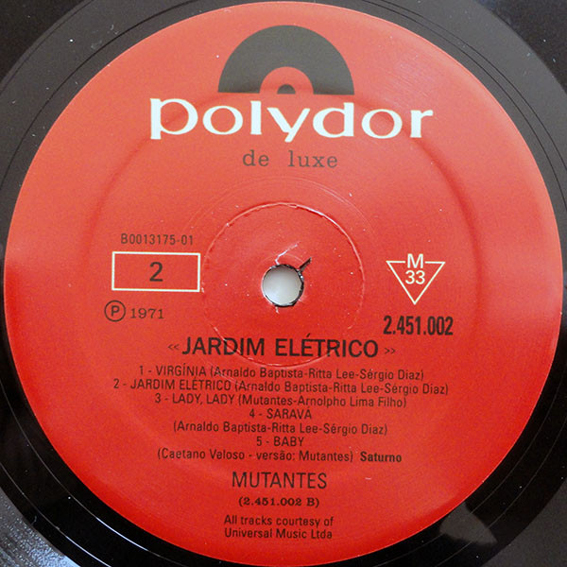 polydor
de luxe
B0013175-01
2
M
33
℗ 1971
2.451.002
«JARDIM ELÉTRICO»
1 - VIRGÍNIA (Arnaldo Baptista-Ritta Lee-Sérgio Diaz)
2 - JARDIM ELÉTRICO (Arnaldo Baptista-Ritta Lee-Sérgio Diaz)
3 - LADY, LADY (Mutantes-Arnolpho Lima Filho)
4 - SARAVA
(Arnaldo Baptista-Ritta Lee-Sérgio Diaz)
5 - BABY
(Caetano Valoso - versão: Mutantes) Saturno
MUTANTES
(2.451.002 B)
All tracks courtesy of
Universal Music Ltda